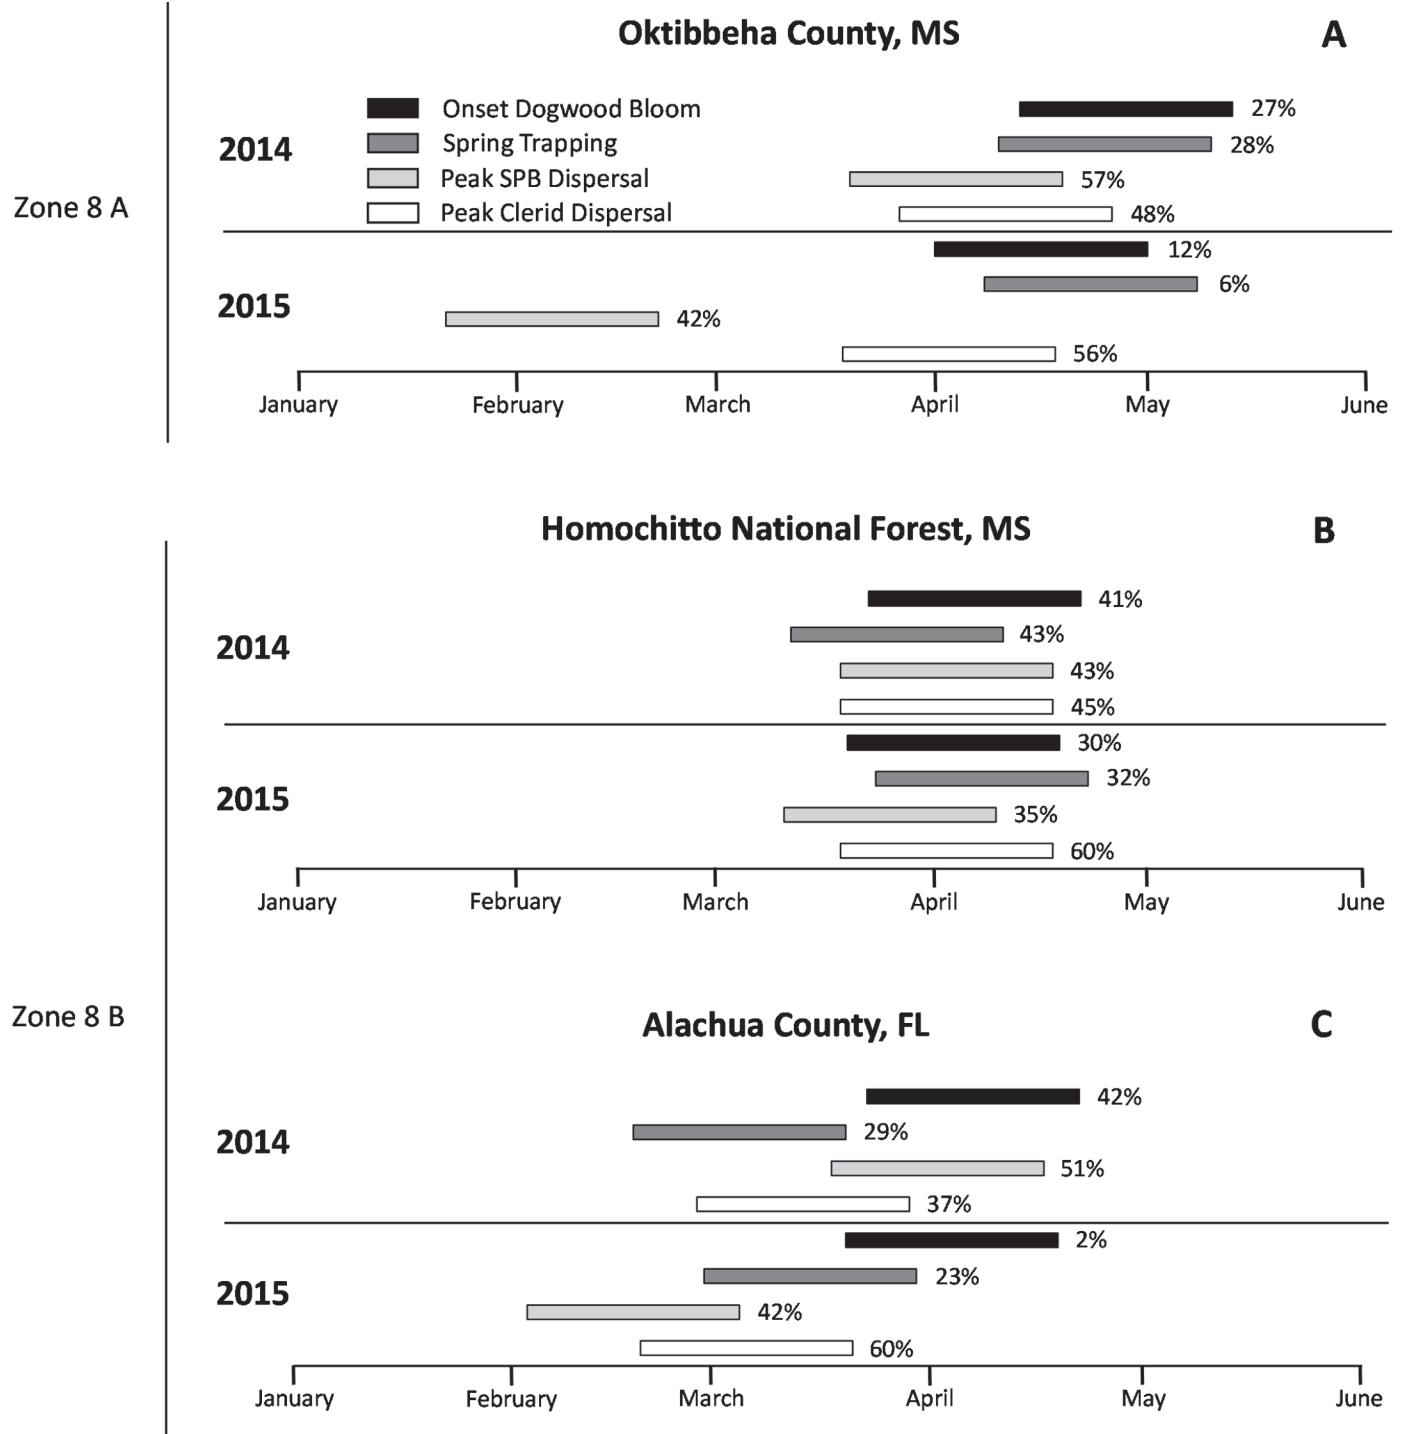 Oktibbeha County, MS
A
Zone 8 A
2014
Onset Dogwood Bloom
Spring Trapping
Peak SPB Dispersal
Peak Clerid Dispersal
27%
28%
57%
48%
2015
12%
6%
42%
56%
January February March April May June
Homochitto National Forest, MS
B
Zone 8 B
2014
41%
43%
43%
45%
2015
30%
32%
35%
60%
January February March April May June
Alachua County, FL
C
2014
42%
29%
51%
37%
2015
2%
23%
42%
60%
January February March April May June